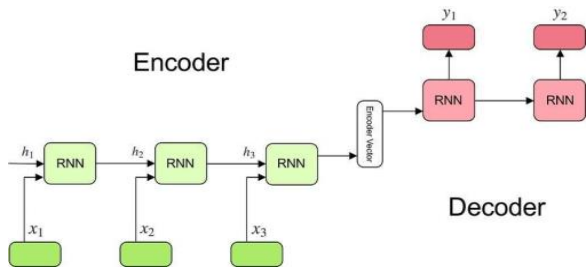 y₁
y₂
Encoder
RNN
RNN
Encoder Vector
h₁
RNN
h₂
RNN
h₃
RNN
Decoder
x₁
x₂
x₃